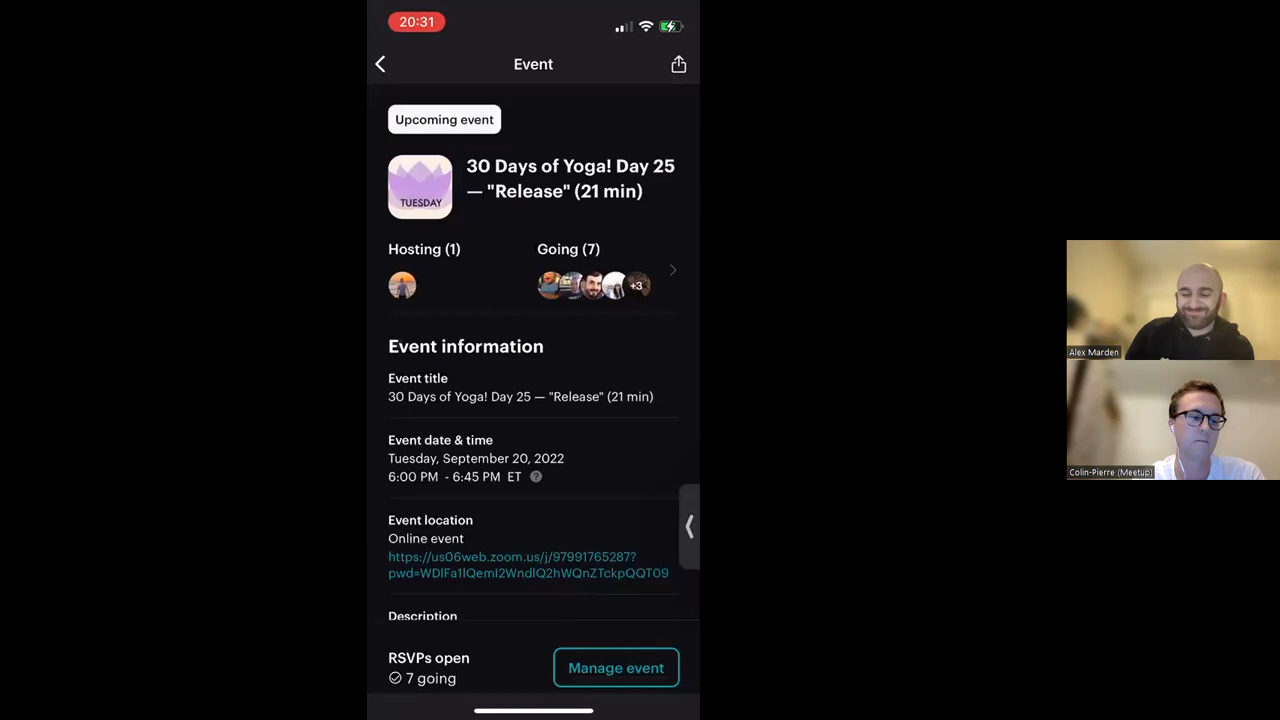 20:31
Event
Upcoming event
TUESDAY
30 Days of Yoga! Day 25
— "Release" (21 min)
Hosting (1)
Going (7)
+3
Event information
Event title
30 Days of Yoga! Day 25 — "Release" (21 min)
Event date & time
Tuesday, September 20, 2022
6:00 PM - 6:45 PM ET ?
Event location
Online event
https://us06web.zoom.us/j/97991765287?
pwd=WDlFa1lQemI2WndlQ2hWQnZTckpQQT09
Description
RSVPs open
7 going
Manage event
Alex Marden
Colin-Pierre (Meetup)